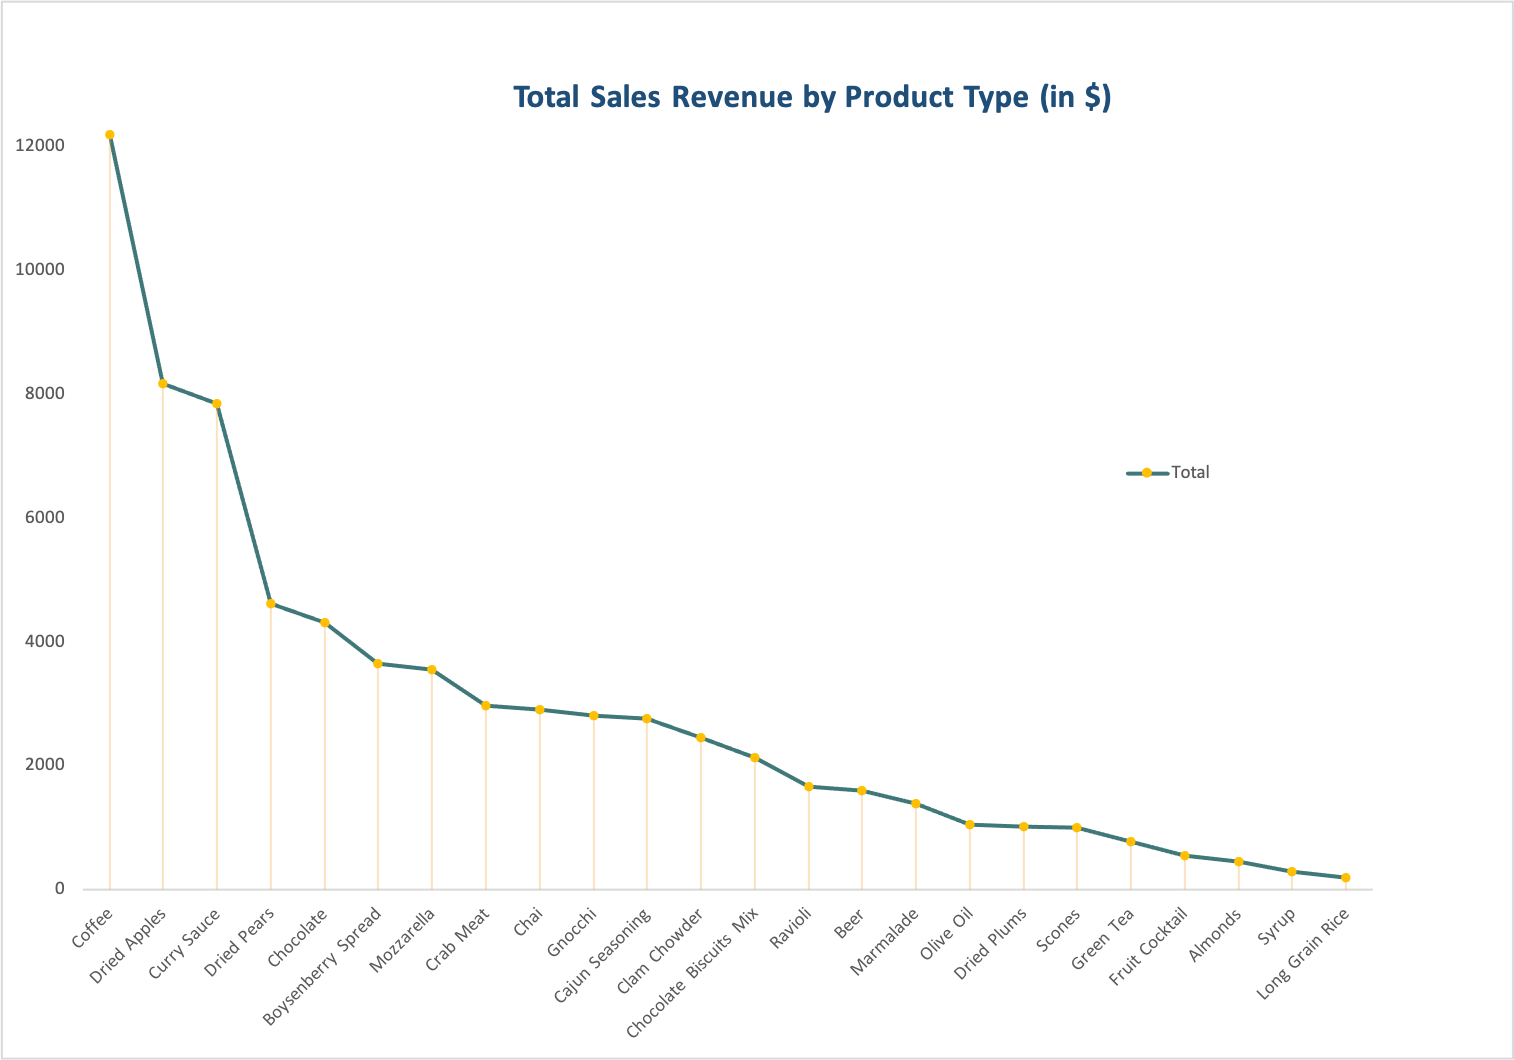 Total Sales Revenue by Product Type (in $)
12000
10000
8000
6000
4000
2000
0
Total
Coffee
Dried Apples
Curry Sauce
Dried Pears
Chocolate
Boysenberry Spread
Mozzarella
Crab Meat
Chai
Gnocchi
Cajun Seasoning
Clam Chowder
Chocolate Biscuits Mix
Ravioli
Beer
Marmalade
Olive Oil
Dried Plums
Scones
Green Tea
Fruit Cocktail
Almonds
Syrup
Long Grain Rice